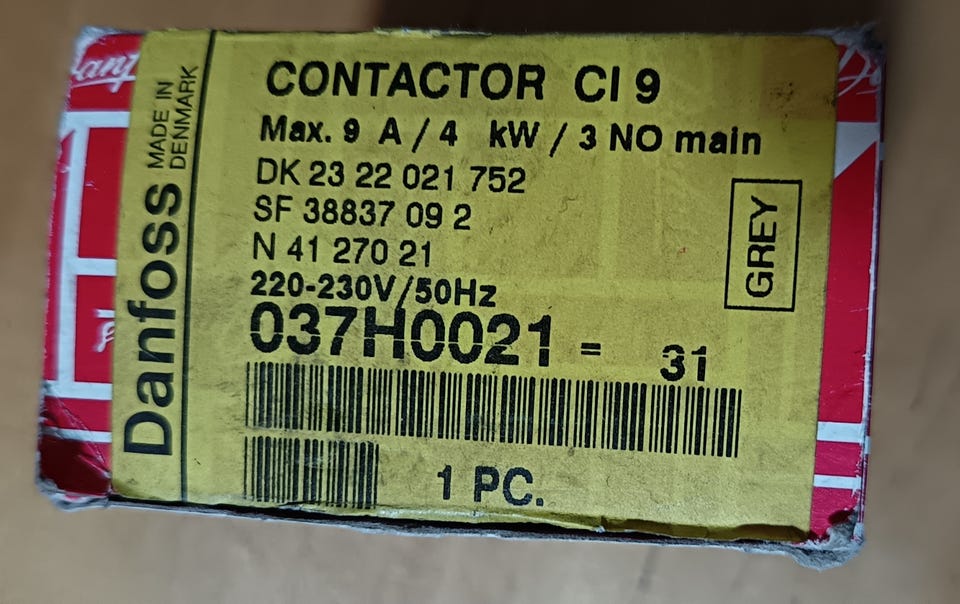 Danfoss
MADE IN
DENMARK
CONTACTOR CI 9
Max. 9 A / 4 kW / 3 NO main
DK 23 22 021 752
SF 38837 09 2
N 41 270 21
220-230V/50Hz
037H0021 = 31
GREY
1 PC.